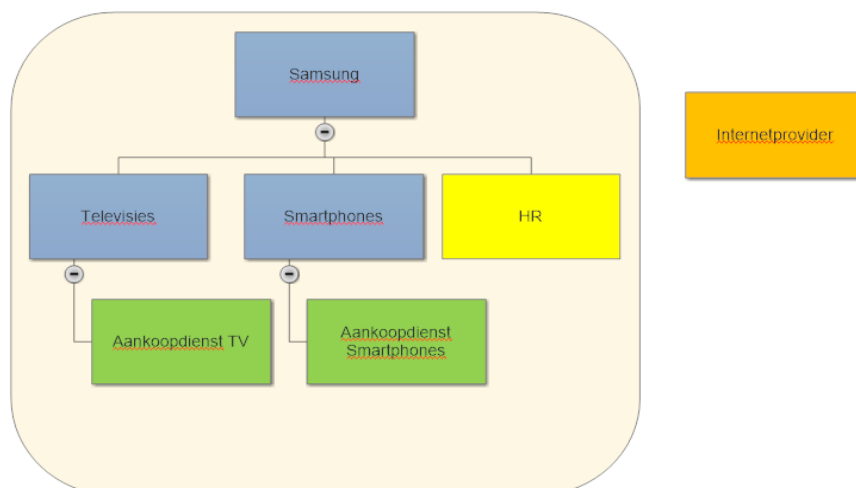 Samsung
Internetprovider
Televisies
Smartphones
HR
Aankoopdienst TV
Aankoopdienst
Smartphones